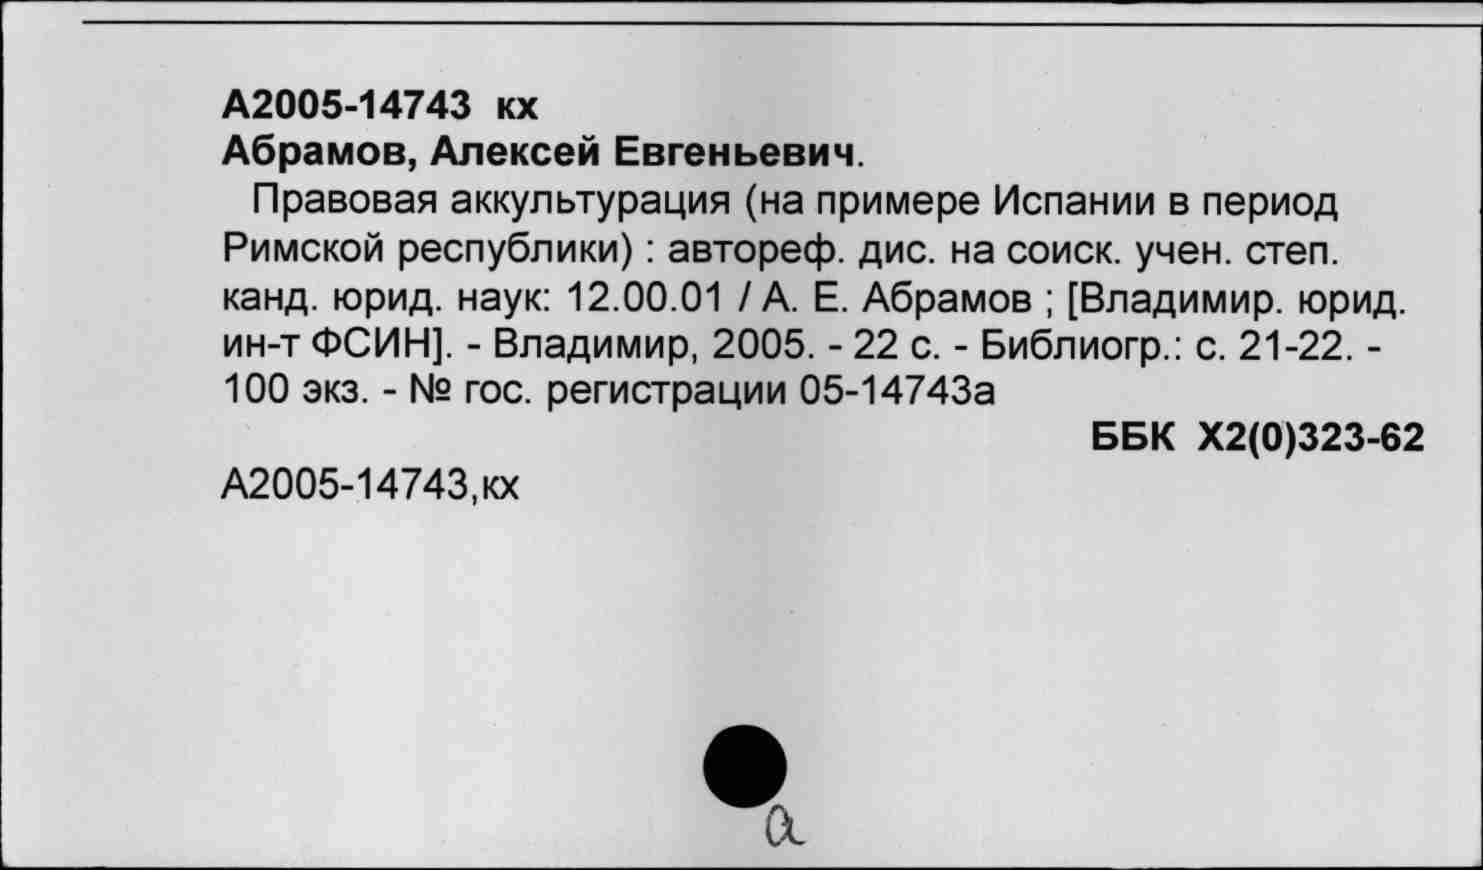 А2005-14743 кх
Абрамов, Алексей Евгеньевич.
Правовая аккультурация (на примере Испании в период
Римской республики) : автореф. дис. на соиск. учен. степ.
канд. юрид. наук: 12.00.01 / А. Е. Абрамов ; [Владимир. юрид.
ин-т ФСИН]. - Владимир, 2005. - 22 с. - Библиогр.: с. 21-22. -
100 экз. - № гос. регистрации 05-14743а
ББК Х2(0)323-62
А2005-14743,кх
а